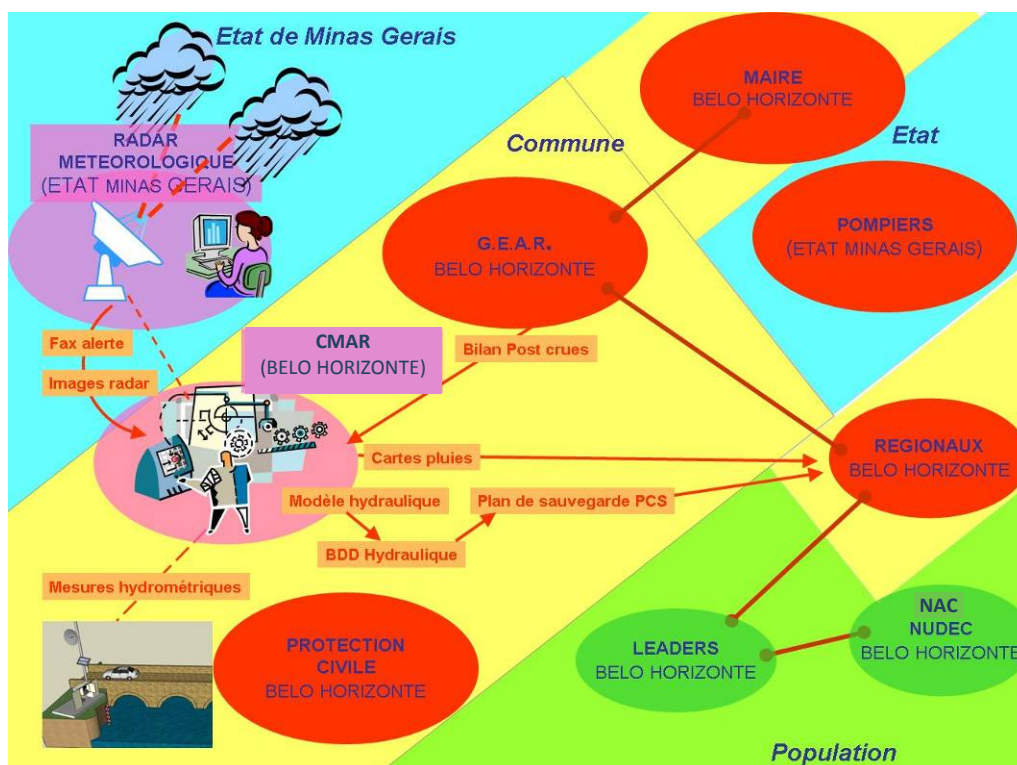 Etat de Minas Gerais
MAIRE
BELO HORIZONTE
RADAR
METEOROLOGIQUE
(ETAT MINAS GERAIS)
Commune
Etat
G.E.A.R.
BELO HORIZONTE
POMPIERS
(ETAT MINAS GERAIS)
Fax alerte
Images radar
CMAR
(BELO HORIZONTE)
Bilan Post crues
Cartes pluies
REGIONAUX
BELO HORIZONTE
Modèle hydraulique
Plan de sauvegarde PCS
BDD Hydraulique
Mesures hydrométriques
PROTECTION
CIVILE
BELO HORIZONTE
LEADERS
BELO HORIZONTE
NAC
NUDEC
BELO HORIZONTE
Population